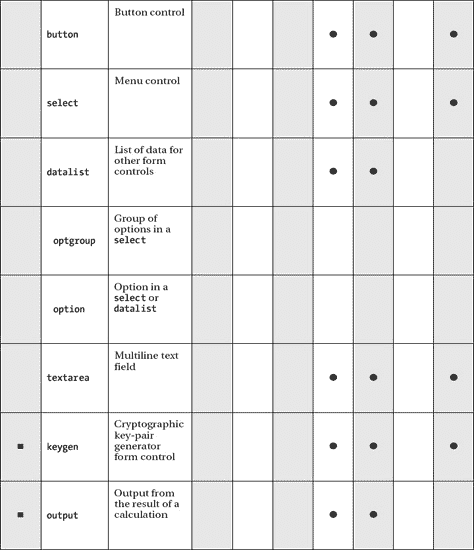 button
Button control
select
Menu control
datalist
List of data for
other form
controls
optgroup
Group of
options in a
select
option
Option in a
select or
datalist
textarea
Multiline text
field
keygen
Cryptographic
key-pair
generator
form control
output
Output from
the result of a
calculation